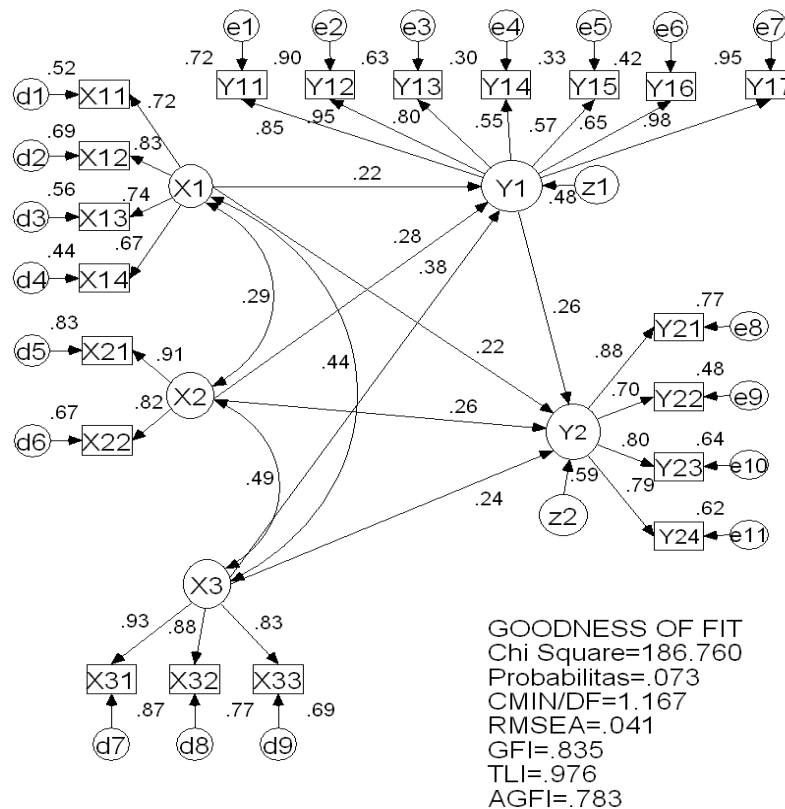 e1 e2 e3 e4 e5 e6 e7
.72 .90 .63 .30 .33 .42 .95
Y11 Y12 Y13 Y14 Y15 Y16 Y17
.85 .95 .80 .55 .57 .65 .98
.52
d1 X11 .72
.69
d2 X12 .83
.56
d3 X13 .74
.44
d4 X14 .67
X1 .22 Y1 .48 z1
.28
.38
.29
.44
.22
.26
.83
d5 X21 .91
.67
d6 X22 .82
X2 .26 Y2 .59 z2
.49
.24
.77
.88 Y21 e8
.48
.70 Y22 e9
.64
.80 Y23 e10
.62
.79 Y24 e11
X3
.93 .88 .83
X31 X32 X33
.87 .77 .69
d7 d8 d9
GOODNESS OF FIT
Chi Square=186.760
Probabilitas=.073
CMIN/DF=1.167
RMSEA=.041
GFI=.835
TLI=.976
AGFI=.783